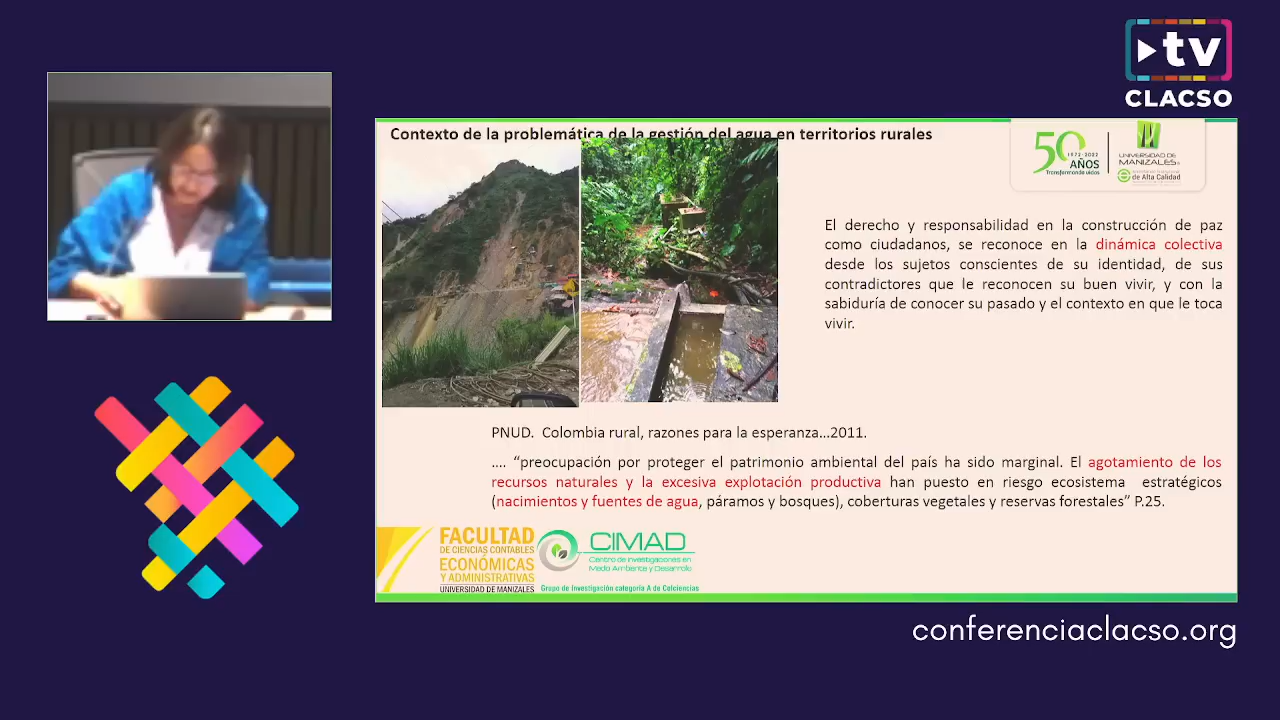 tv
CLACSO
Contexto de la problemática de la gestión del agua en territorios rurales
50
1972-2022
AÑOS
Transformando vidas
UNIVERSIDAD DE
MANIZALES
de Alta Calidad
El derecho y responsabilidad en la construcción de paz
como ciudadanos, se reconoce en la dinámica colectiva
desde los sujetos conscientes de su identidad, de sus
contradictores que le reconocen su buen vivir, y con la
sabiduría de conocer su pasado y el contexto en que le toca
vivir.
PNUD. Colombia rural, razones para la esperanza...2011.
.... “preocupación por proteger el patrimonio ambiental del país ha sido marginal. El agotamiento de los
recursos naturales y la excesiva explotación productiva han puesto en riesgo ecosistema estratégicos
(nacimientos y fuentes de agua, páramos y bosques), coberturas vegetales y reservas forestales” P.25.
FACULTAD
DE CIENCIAS CONTABLES
ECONÓMICAS
Y ADMINISTRATIVAS
UNIVERSIDAD DE MANIZALES
CIMAD
Centro de Investigaciones en
Medio Ambiente y Desarrollo
Grupo de Investigación categoría A de Colciencias
conferenciaclacso.org